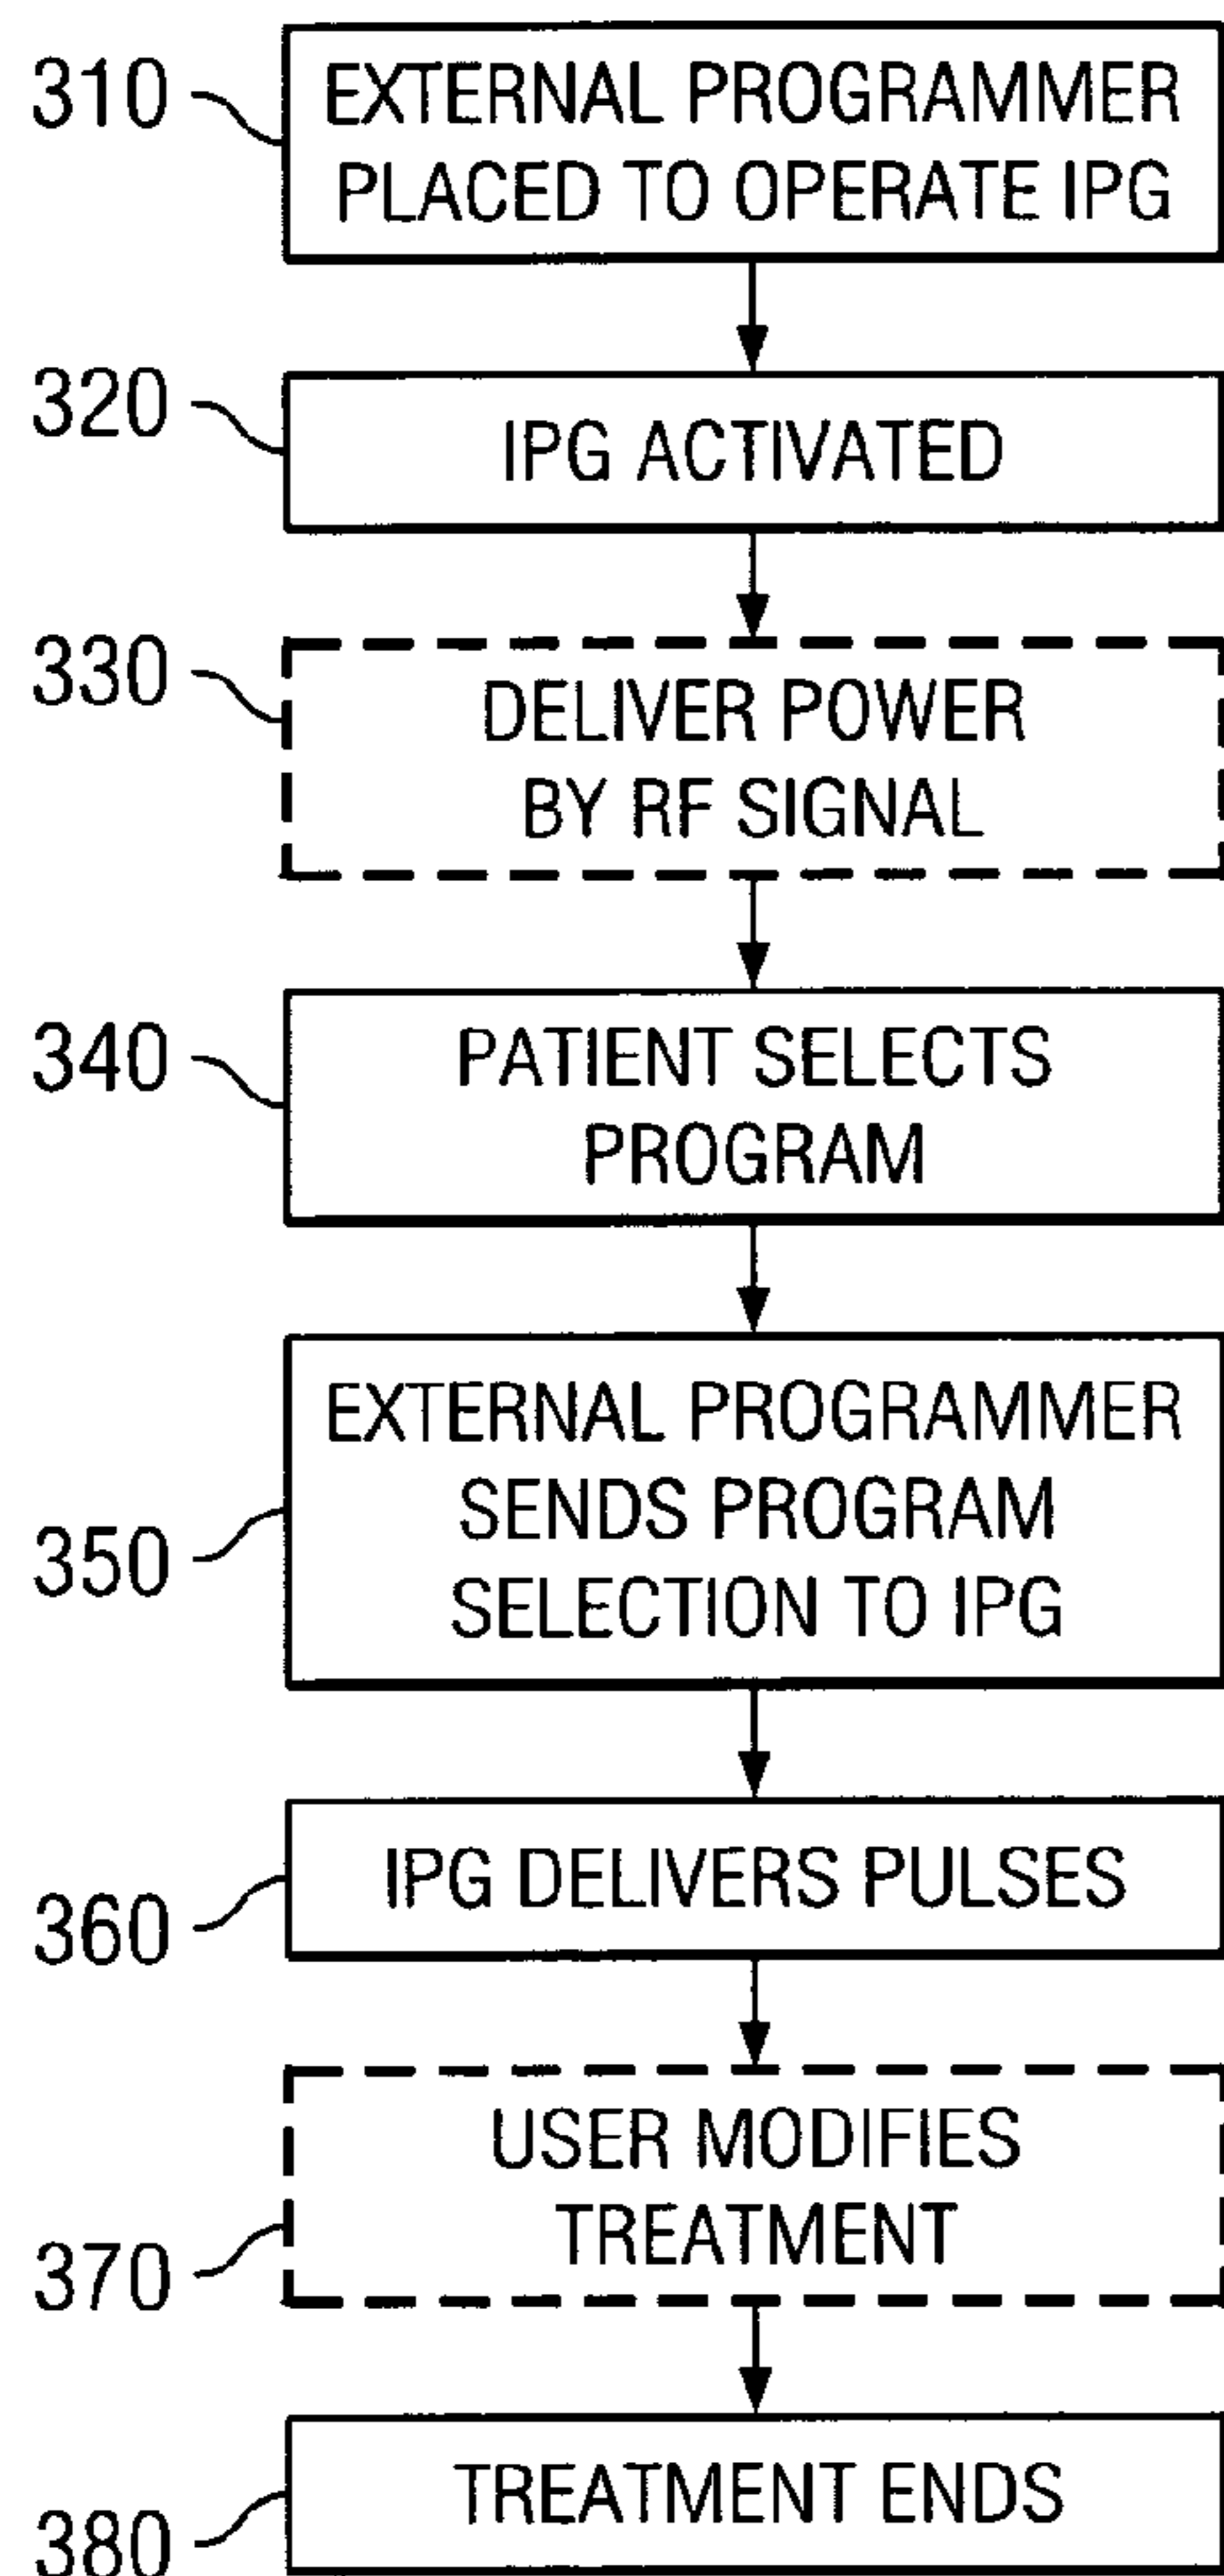 310
EXTERNAL PROGRAMMER
PLACED TO OPERATE IPG
320
IPG ACTIVATED
330
DELIVER POWER
BY RF SIGNAL
340
PATIENT SELECTS
PROGRAM
350
EXTERNAL PROGRAMMER
SENDS PROGRAM
SELECTION TO IPG
360
IPG DELIVERS PULSES
370
USER MODIFIES
TREATMENT
380
TREATMENT ENDS